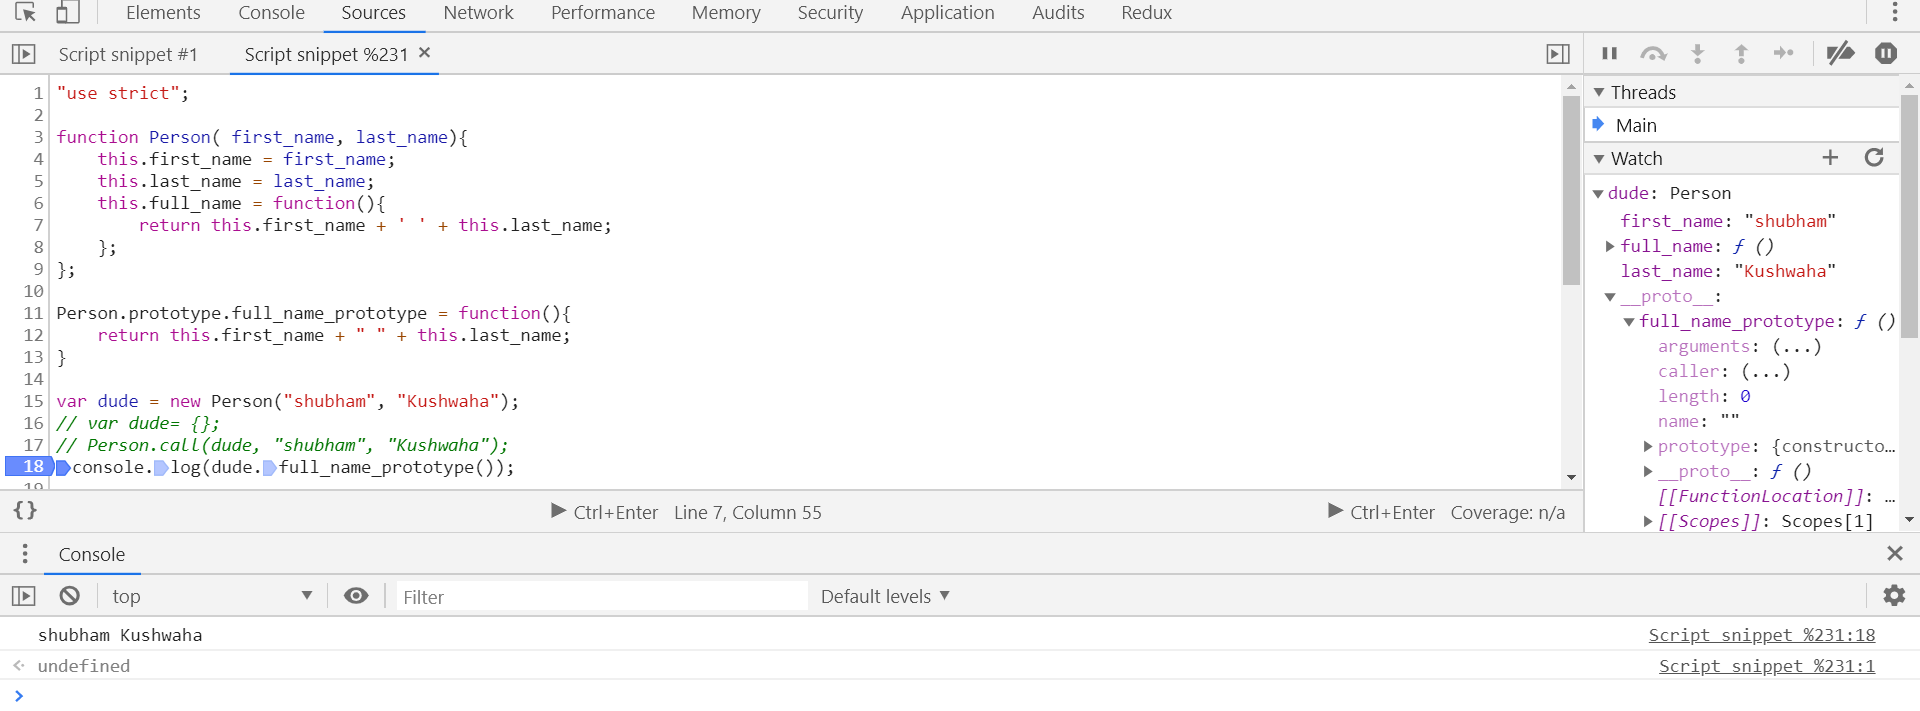 Elements Console Sources Network Performance Memory Security Application Audits Redux
Script snippet #1 Script snippet %231 ×
1 "use strict";
2
3 function Person( first_name, last_name){
4     this.first_name = first_name;
5     this.last_name = last_name;
6     this.full_name = function(){
7         return this.first_name + ' ' + this.last_name;
8     };
9 };
10
11 Person.prototype.full_name_prototype = function(){
12     return this.first_name + " " + this.last_name;
13 }
14
15 var dude = new Person("shubham", "Kushwaha");
16 // var dude= {};
17 // Person.call(dude, "shubham", "Kushwaha");
18 console.log(dude.full_name_prototype());
19
{} Ctrl+Enter Line 7, Column 55 Ctrl+Enter Coverage: n/a
Threads
Main
Watch
dude: Person
first_name: "shubham"
full_name: ƒ ()
last_name: "Kushwaha"
__proto__:
full_name_prototype: ƒ ()
arguments: (...)
caller: (...)
length: 0
name: ""
prototype: {constructo…
__proto__: ƒ ()
[[FunctionLocation]]: …
[[Scopes]]: Scopes[1]
Console
top Filter Default levels
shubham Kushwaha Script snippet %231:18
undefined Script snippet %231:1